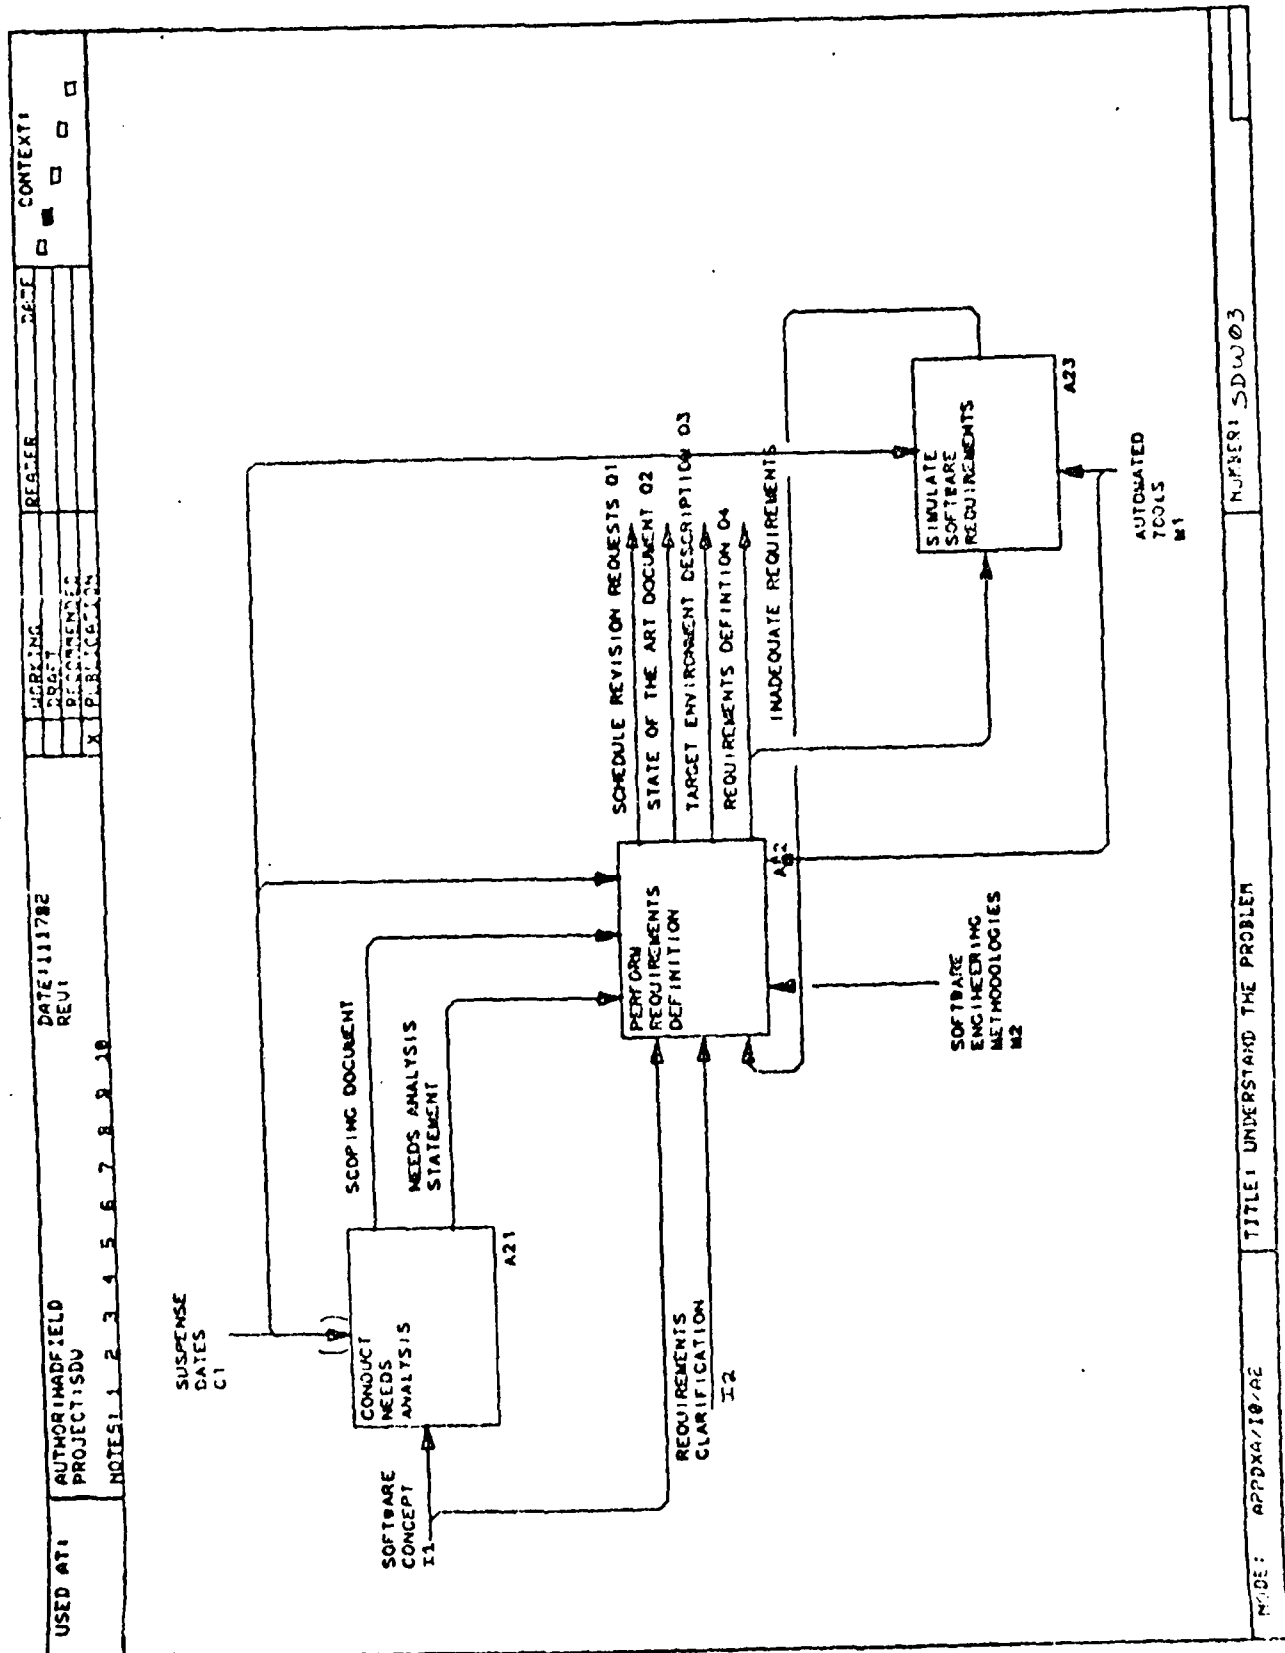 USED AT:
AUTHOR:HADFIELD
PROJECT:SDW
DATE:111782
REV:
NOTES: 1 2 3 4 5 6 7 8 9 10
WORKING
DRAFT
RECOMMENDED
X PUBLICATION
READER
DATE
CONTEXT:
SUSPENSE
DATES
C1
SOFTWARE
CONCEPT
I1
CONDUCT
NEEDS
ANALYSIS
A21
SCOPING DOCUMENT
NEEDS ANALYSIS
STATEMENT
REQUIREMENTS
CLARIFICATION
I2
PERFORM
REQUIREMENTS
DEFINITION
SCHEDULE REVISION REQUESTS O1
STATE OF THE ART DOCUMENT O2
TARGET ENVIRONMENT DESCRIPTION O3
REQUIREMENTS DEFINTION O4
INADEQUATE REQUIREMENTS
SOFTWARE
ENGINEERING
METHODOLOGIES
M2
SIMULATE
SOFTWARE
REQUIREMENTS
A23
AUTOMATED
TOOLS
M1
NODE:
TITLE: UNDERSTAND THE PROBLEM
NUMBER: SDW03